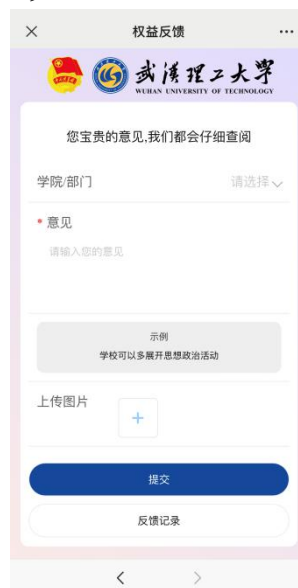 权益反馈
武汉理工大学
WUHAN UNIVERSITY OF TECHNOLOGY
您宝贵的意见,我们都会仔细查阅
学院/部门 请选择
* 意见
请输入您的意见
示例
学校可以多展开思想政治活动
上传图片
提交
反馈记录